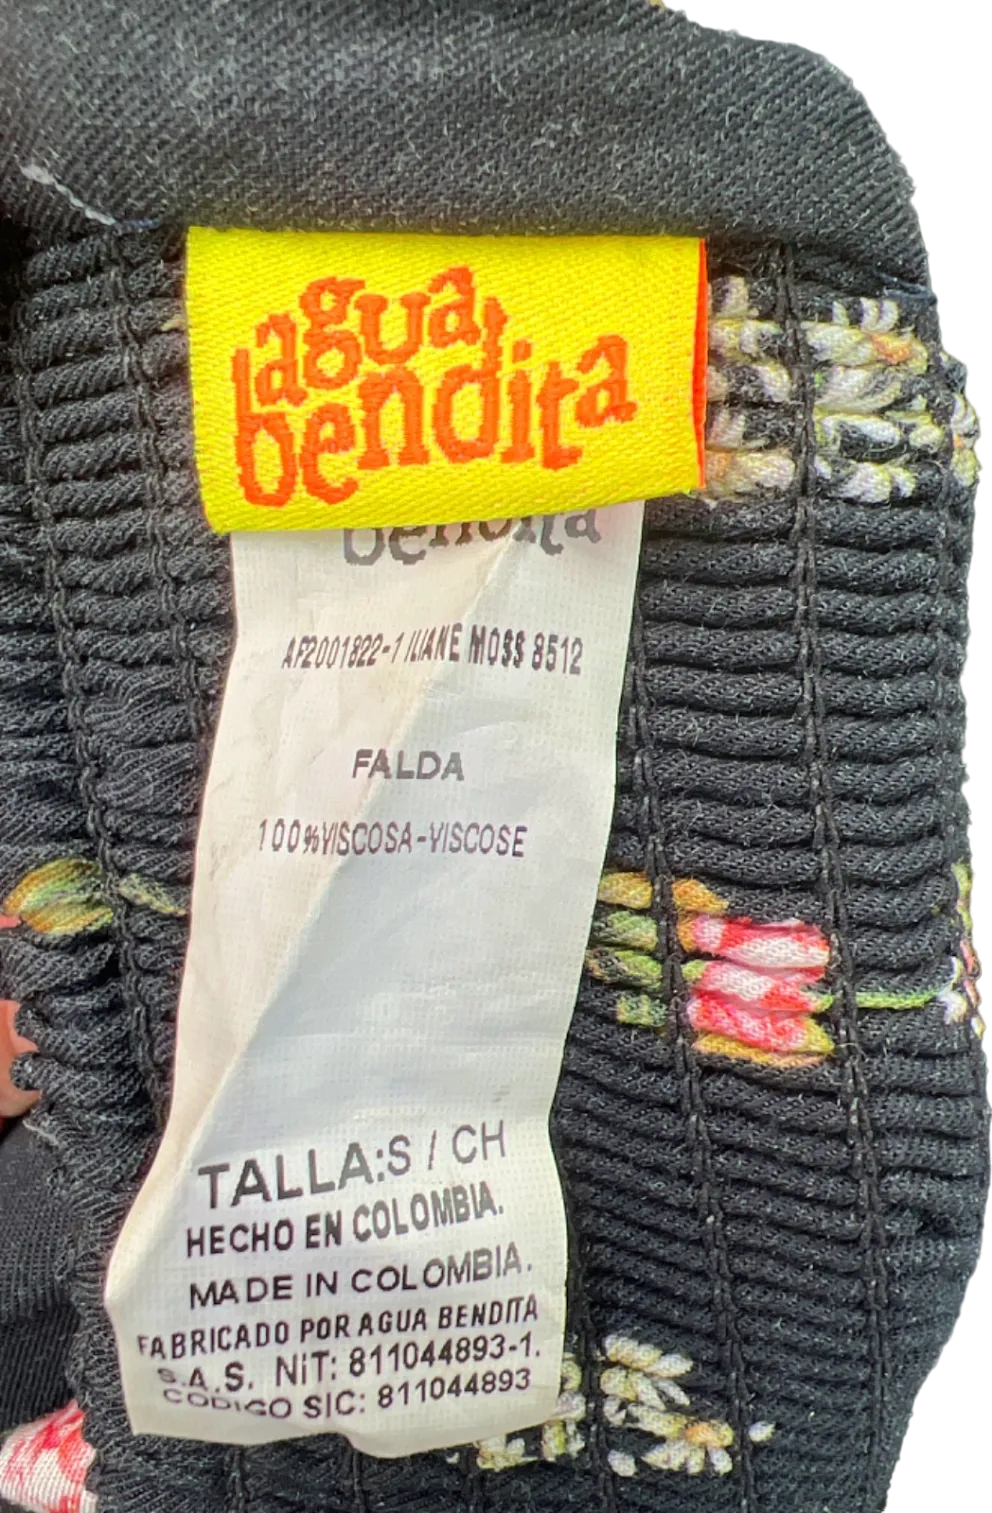 agua
bendita
bendita
AF2001822-1 ILIANE MOSS 8512
FALDA
100%VISCOSA-VISCOSE
TALLA:S / CH
HECHO EN COLOMBIA.
MADE IN COLOMBIA.
FABRICADO POR AGUA BENDITA
S.A.S. NiT: 811044893-1.
CODIGO SIC: 811044893